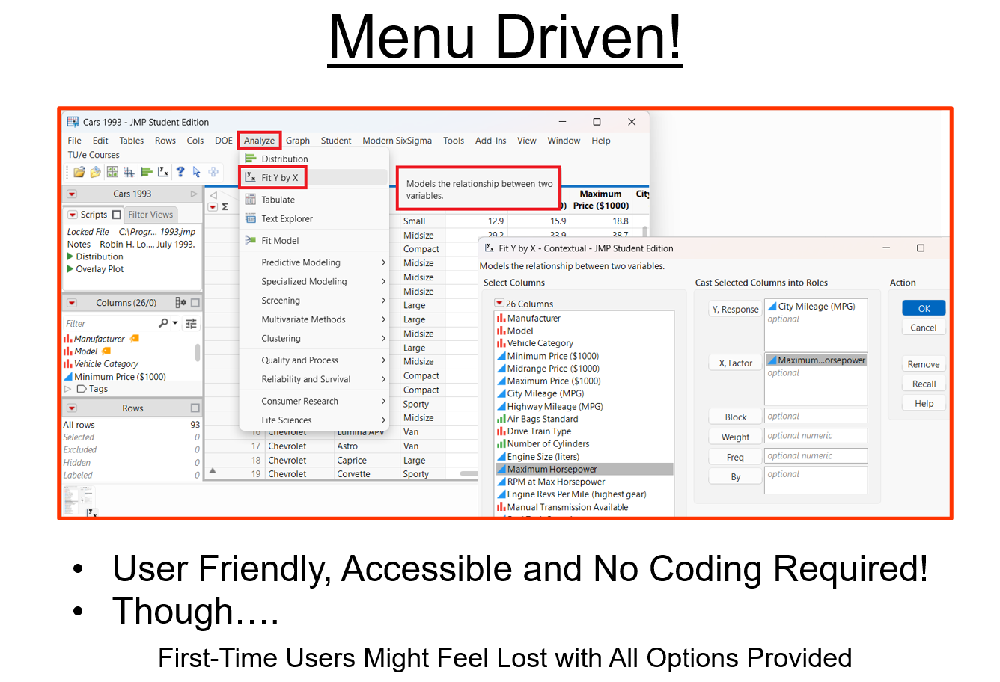 Menu Driven!
Cars 1993 - JMP Student Edition
File Edit Tables Rows Cols DOE Analyze Graph Student Modern SixSigma Tools Add-Ins View Window Help
TU/e Courses
Distribution
Fit Y by X
Tabulate
Text Explorer
Fit Model
Predictive Modeling
Specialized Modeling
Screening
Multivariate Methods
Clustering
Quality and Process
Reliability and Survival
Consumer Research
Life Sciences
Models the relationship between two
variables.
Cars 1993
Scripts Filter Views
Locked File C:\Progr... 1993.jmp
Notes Robin H. Lo..., July 1993.
Distribution
Overlay Plot
Columns (26/0)
Filter
Manufacturer
Model
Vehicle Category
Minimum Price ($1000)
Tags
Rows
All rows 93
Selected 0
Excluded 0
Hidden 0
Labeled 0
Maximum
Price ($1000)
Small 12.9 15.9 18.8
Midsize 29.2 33.9 38.7
Compact
Midsize
Midsize
Midsize
Large
Large
Midsize
Large
Midsize
Compact
Compact
Sporty
Midsize
16 Chevrolet Lumina APV Van
17 Chevrolet Astro Van
18 Chevrolet Caprice Large
19 Chevrolet Corvette Sporty
Fit Y by X - Contextual - JMP Student Edition
Models the relationship between two variables.
Select Columns
26 Columns
Manufacturer
Model
Vehicle Category
Minimum Price ($1000)
Midrange Price ($1000)
Maximum Price ($1000)
City Mileage (MPG)
Highway Mileage (MPG)
Air Bags Standard
Drive Train Type
Number of Cylinders
Engine Size (liters)
Maximum Horsepower
RPM at Max Horsepower
Engine Revs Per Mile (highest gear)
Manual Transmission Available
Cast Selected Columns into Roles
Y, Response City Mileage (MPG)
optional
X, Factor Maximum...orsepower
optional
Block optional
Weight optional numeric
Freq optional numeric
By optional
Action
OK
Cancel
Remove
Recall
Help
• User Friendly, Accessible and No Coding Required!
• Though....
First-Time Users Might Feel Lost with All Options Provided